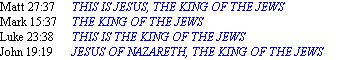 Matt 27:37 THIS IS JESUS, THE KING OF THE JEWS
Mark 15:37 THE KING OF THE JEWS
Luke 23:38 THIS IS THE KING OF THE JEWS
John 19:19 JESUS OF NAZARETH, THE KING OF THE JEWS